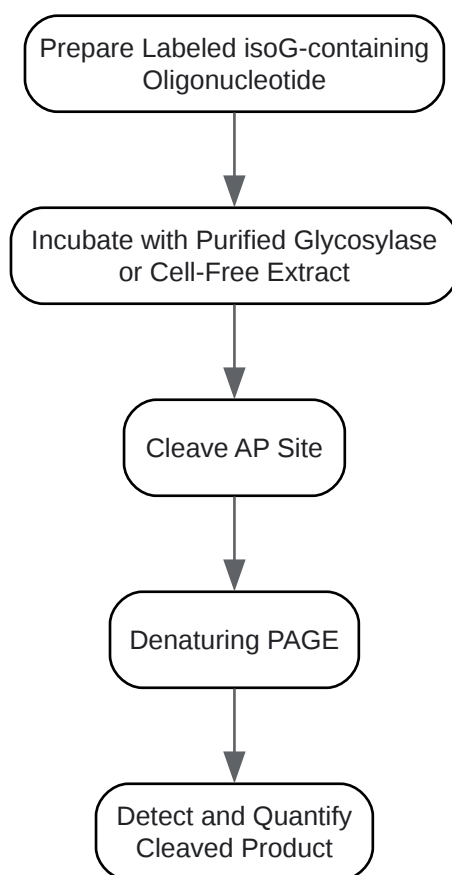 Prepare Labeled isoG-containing
Oligonucleotide
Incubate with Purified Glycosylase
or Cell-Free Extract
Cleave AP Site
Denaturing PAGE
Detect and Quantify
Cleaved Product